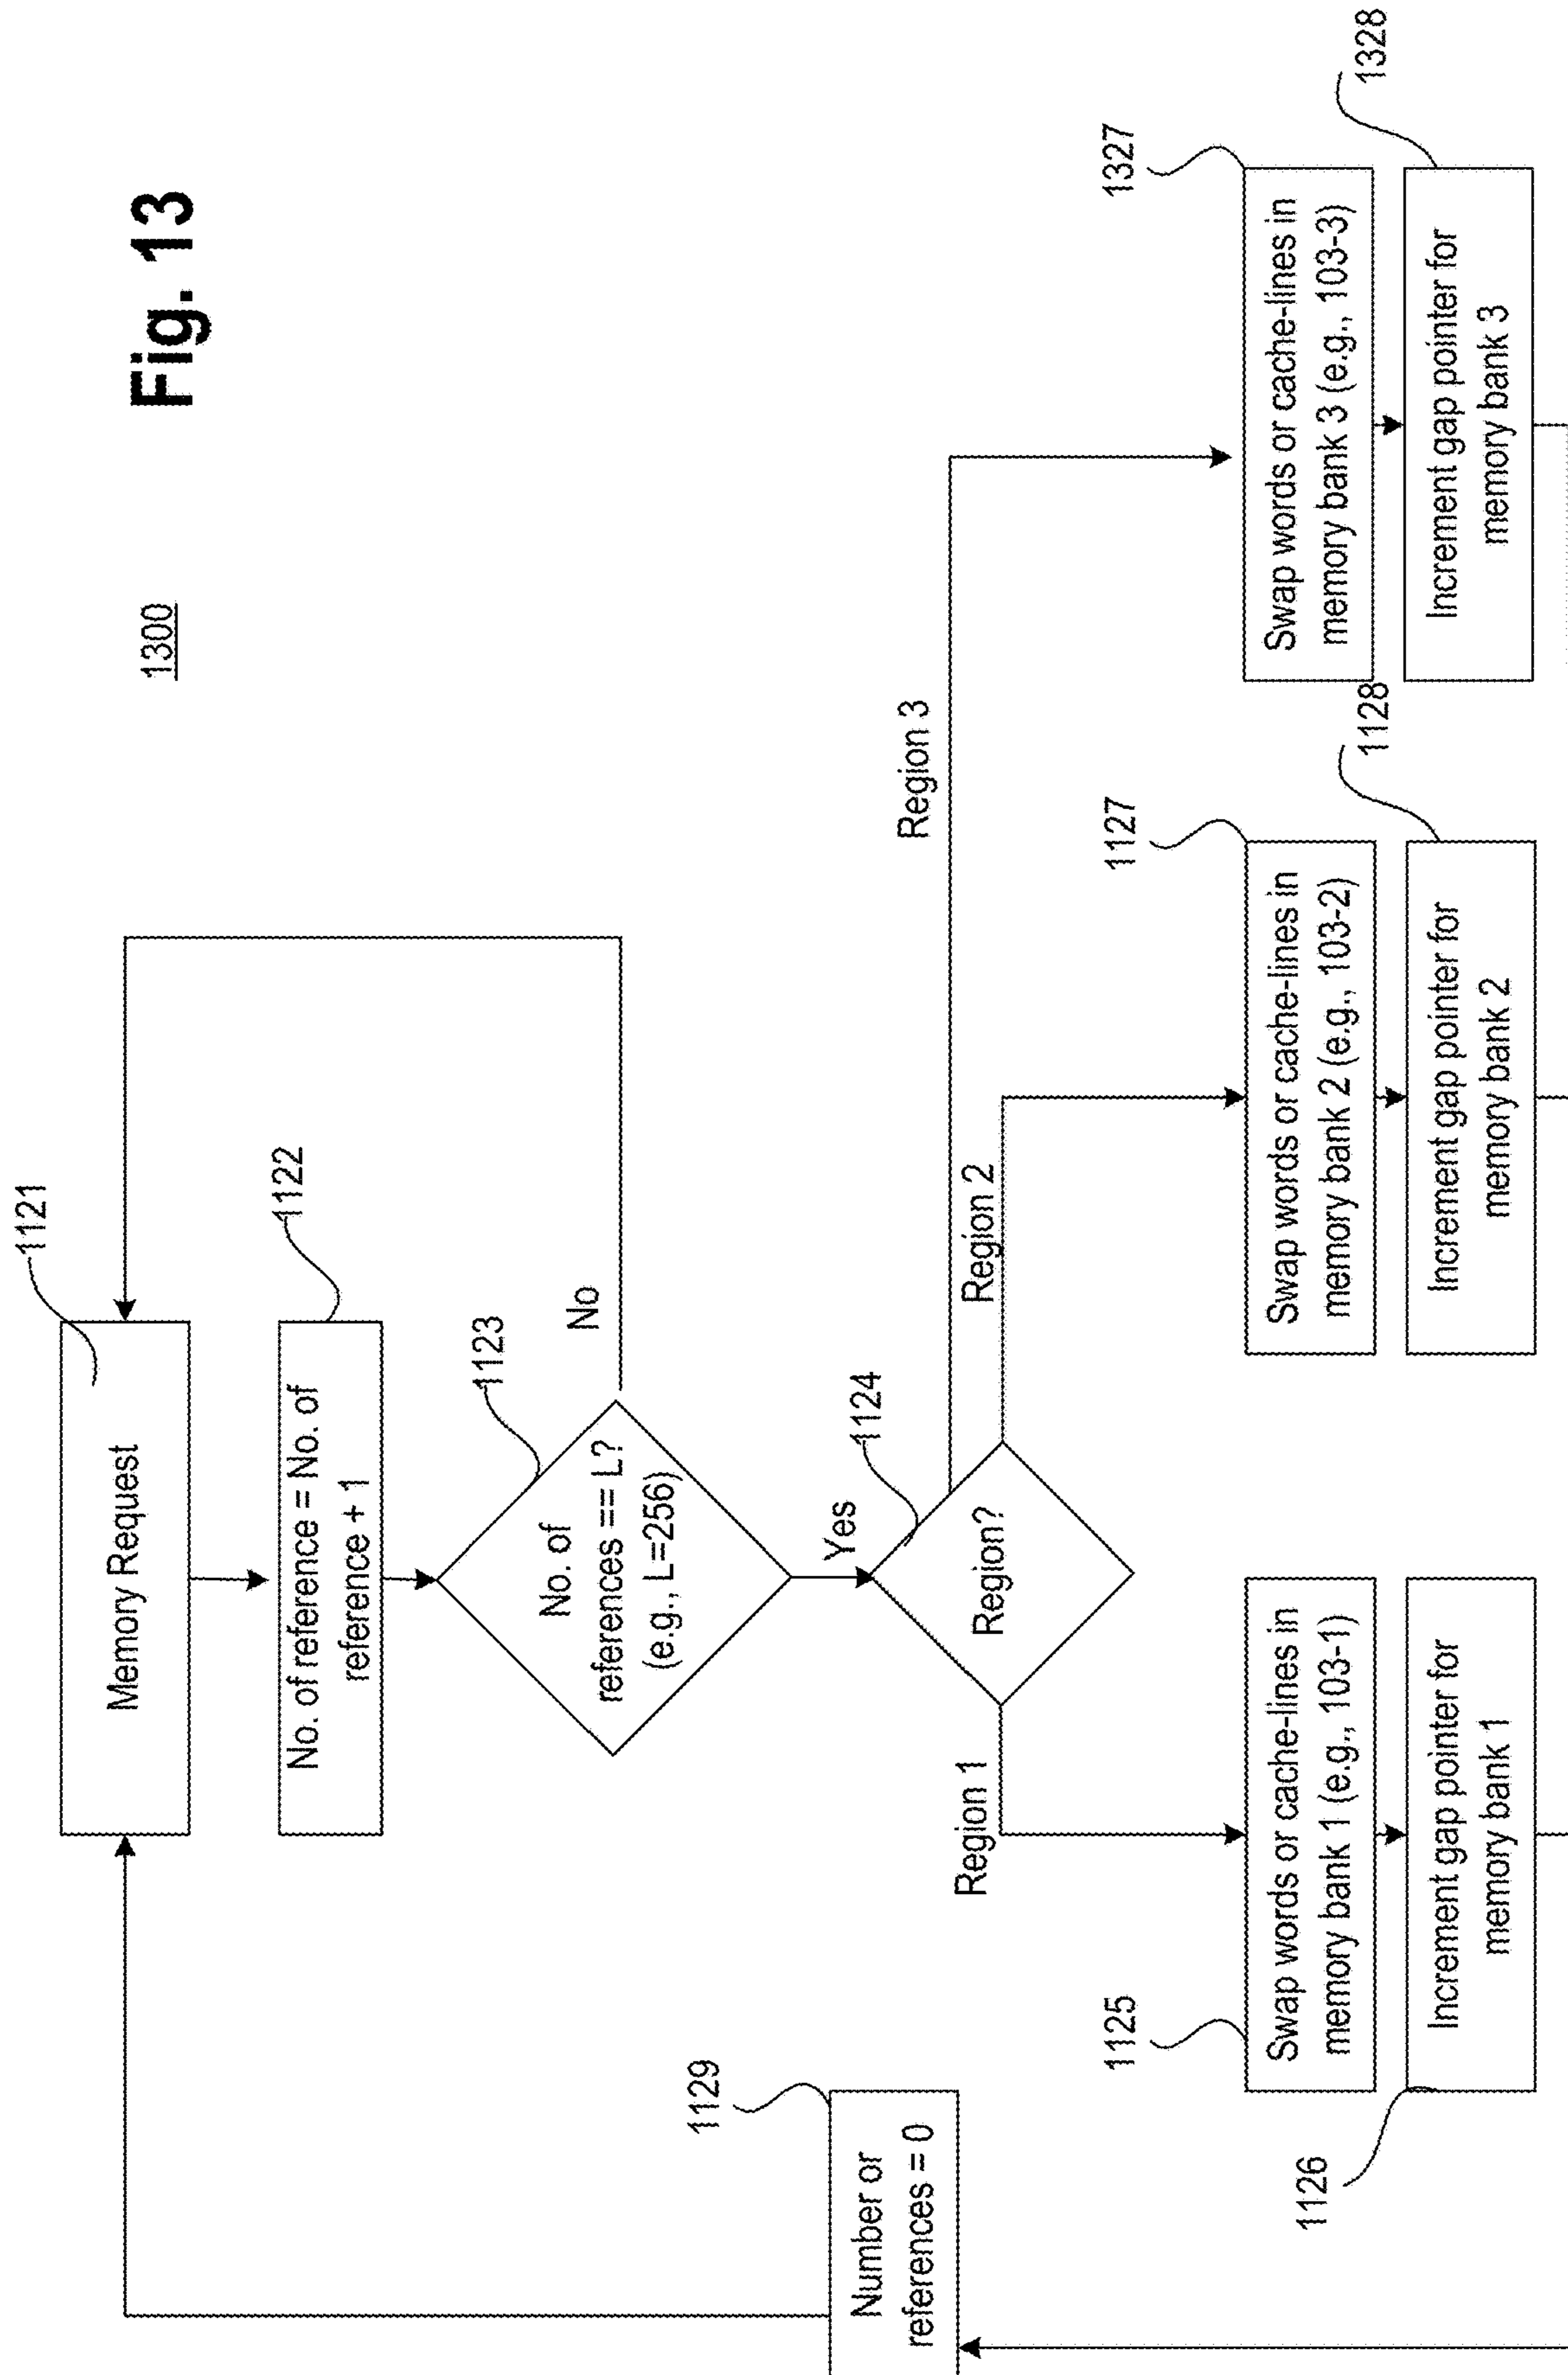 Fig. 13
1300
1121
Memory Request
1122
No. of reference = No. of
reference + 1
1123
No. of
references == L?
(e.g., L=256)
No
Yes
1124
Region?
Region 1
Region 2
Region 3
1129
Number or
references = 0
1125
Swap words or cache-lines in
memory bank 1 (e.g., 103-1)
1126
Increment gap pointer for
memory bank 1
1127
Swap words or cache-lines in
memory bank 2 (e.g., 103-2)
1128
Increment gap pointer for
memory bank 2
1327
Swap words or cache-lines in
memory bank 3 (e.g., 103-3)
1328
Increment gap pointer for
memory bank 3